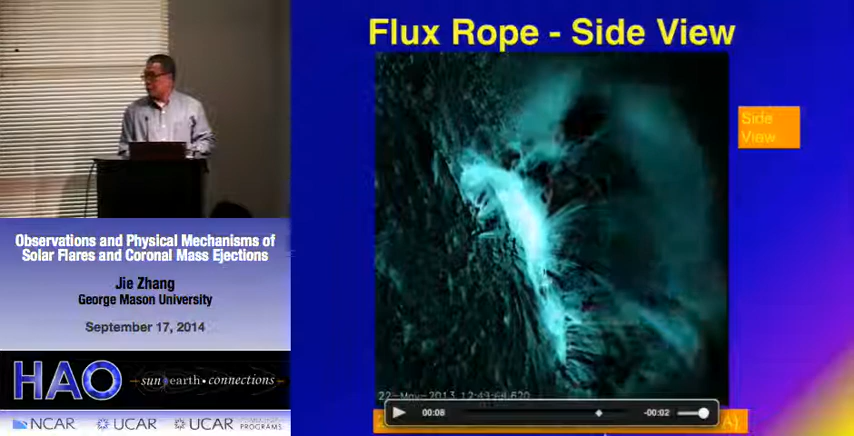 Flux Rope - Side View
Side
View
Observations and Physical Mechanisms of
Solar Flares and Coronal Mass Ejections
Jie Zhang
George Mason University
September 17, 2014
HAO
sun earth • connections
NCAR
UCAR
UCAR
PROGRAMS
22-May-2013
00:08
-00:02